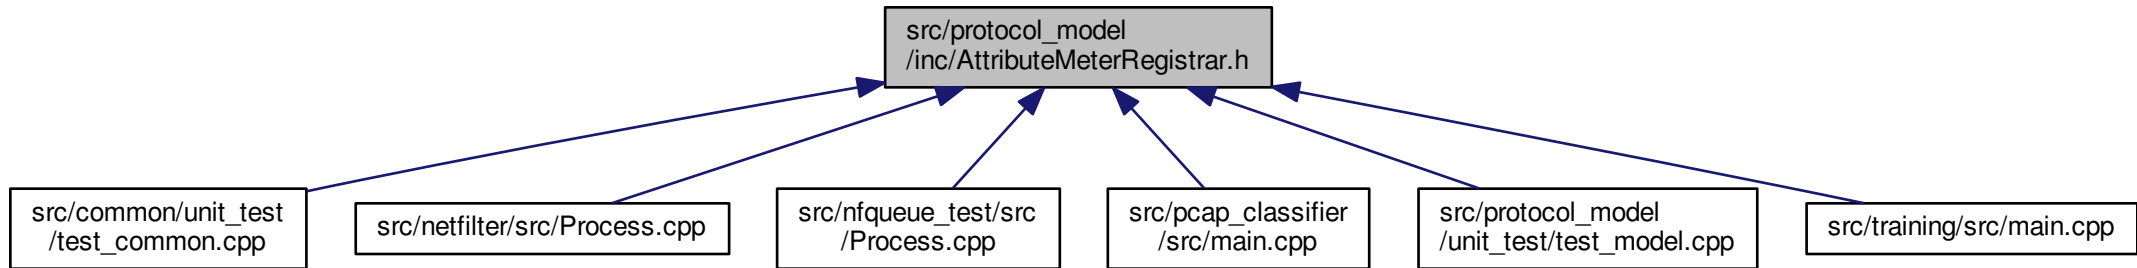 src/protocol_model
/inc/AttributeMeterRegistrar.h
src/common/unit_test
/test_common.cpp
src/netfilter/src/Process.cpp
src/nfqueue_test/src
/Process.cpp
src/pcap_classifier
/src/main.cpp
src/protocol_model
/unit_test/test_model.cpp
src/training/src/main.cpp